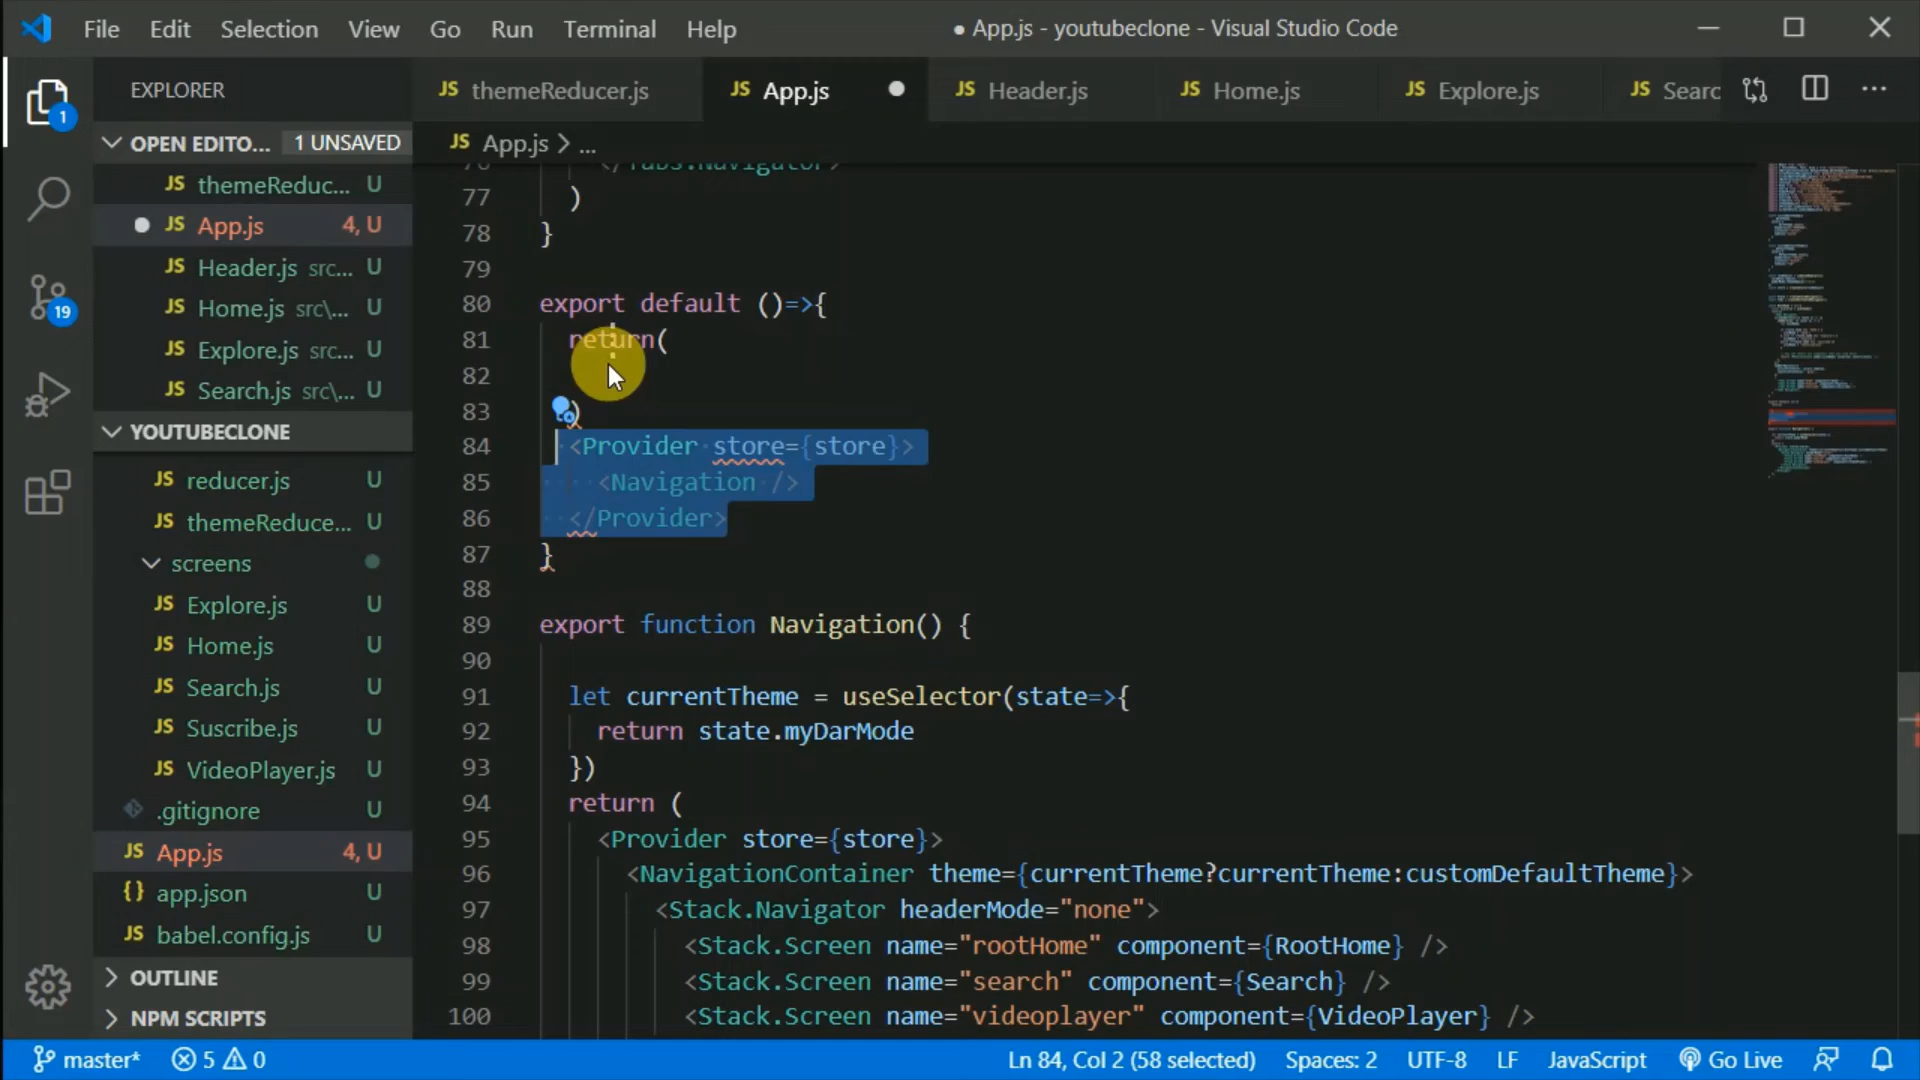 File Edit Selection View Go Run Terminal Help
● App.js - youtubeclone - Visual Studio Code
EXPLORER
JS themeReducer.js
JS App.js
JS Header.js
JS Home.js
JS Explore.js
JS Searc
1
OPEN EDITO... 1 UNSAVED
JS App.js > ...
JS themeReduc... U
JS App.js 4, U
JS Header.js src... U
JS Home.js src\... U
JS Explore.js src... U
JS Search.js src\... U
19
YOUTUBECLONE
JS reducer.js U
JS themeReduce... U
screens
JS Explore.js U
JS Home.js U
JS Search.js U
JS Suscribe.js U
JS VideoPlayer.js U
.gitignore U
JS App.js 4, U
{} app.json U
JS babel.config.js U
OUTLINE
NPM SCRIPTS
76 </Tabs.Navigator>
77 )
78 }
79
80 export default ()=>{
81 return(
82
83 )
84 <Provider store={store}>
85 <Navigation />
86 </Provider>
87 }
88
89 export function Navigation() {
90
91 let currentTheme = useSelector(state=>{
92 return state.myDarMode
93 })
94 return (
95 <Provider store={store}>
96 <NavigationContainer theme={currentTheme?currentTheme:customDefaultTheme}>
97 <Stack.Navigator headerMode="none">
98 <Stack.Screen name="rootHome" component={RootHome} />
99 <Stack.Screen name="search" component={Search} />
100 <Stack.Screen name="videoplayer" component={VideoPlayer} />
master* 5 0 Ln 84, Col 2 (58 selected) Spaces: 2 UTF-8 LF JavaScript Go Live